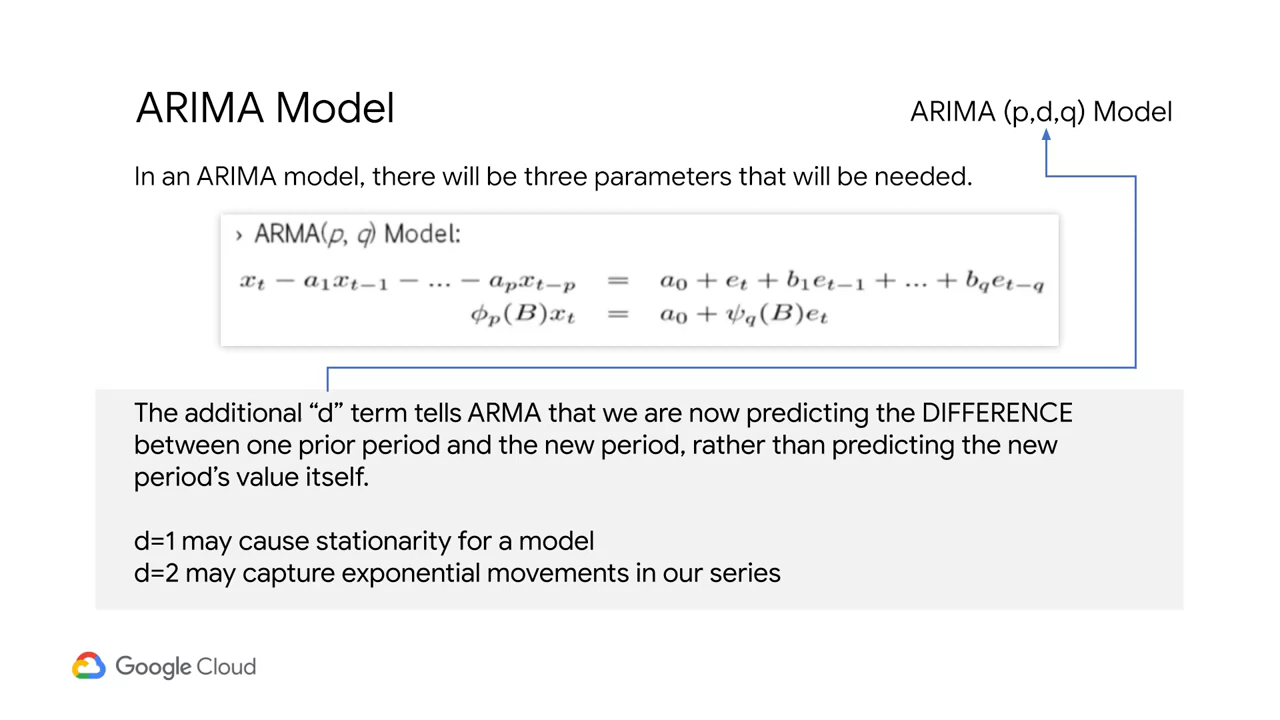 ARIMA Model
ARIMA (p,d,q) Model
In an ARIMA model, there will be three parameters that will be needed.
› ARMA(p, q) Model:
xₜ − a₁xₜ₋₁ − ... − aₚxₜ₋ₚ = a₀ + eₜ + b₁eₜ₋₁ + ... + b_qe_{t−q}
ϕₚ(B)xₜ = a₀ + ψ_q(B)eₜ
The additional “d” term tells ARMA that we are now predicting the DIFFERENCE
between one prior period and the new period, rather than predicting the new
period’s value itself.
d=1 may cause stationarity for a model
d=2 may capture exponential movements in our series
Google Cloud